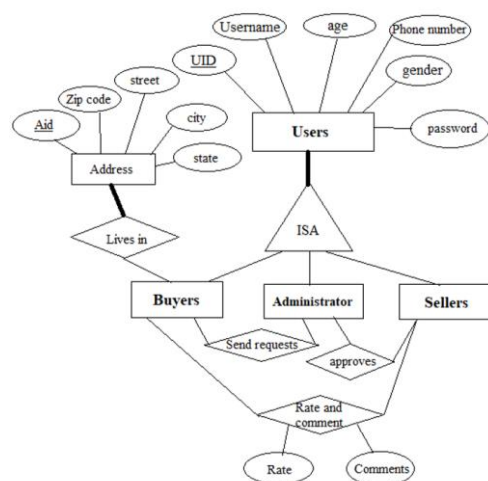 Username
age
Phone number
UID
gender
street
Zip code
Aid
city
Users
password
Address
state
Lives in
ISA
Buyers
Administrator
Sellers
Send requests
approves
Rate and
comment
Rate
Comments